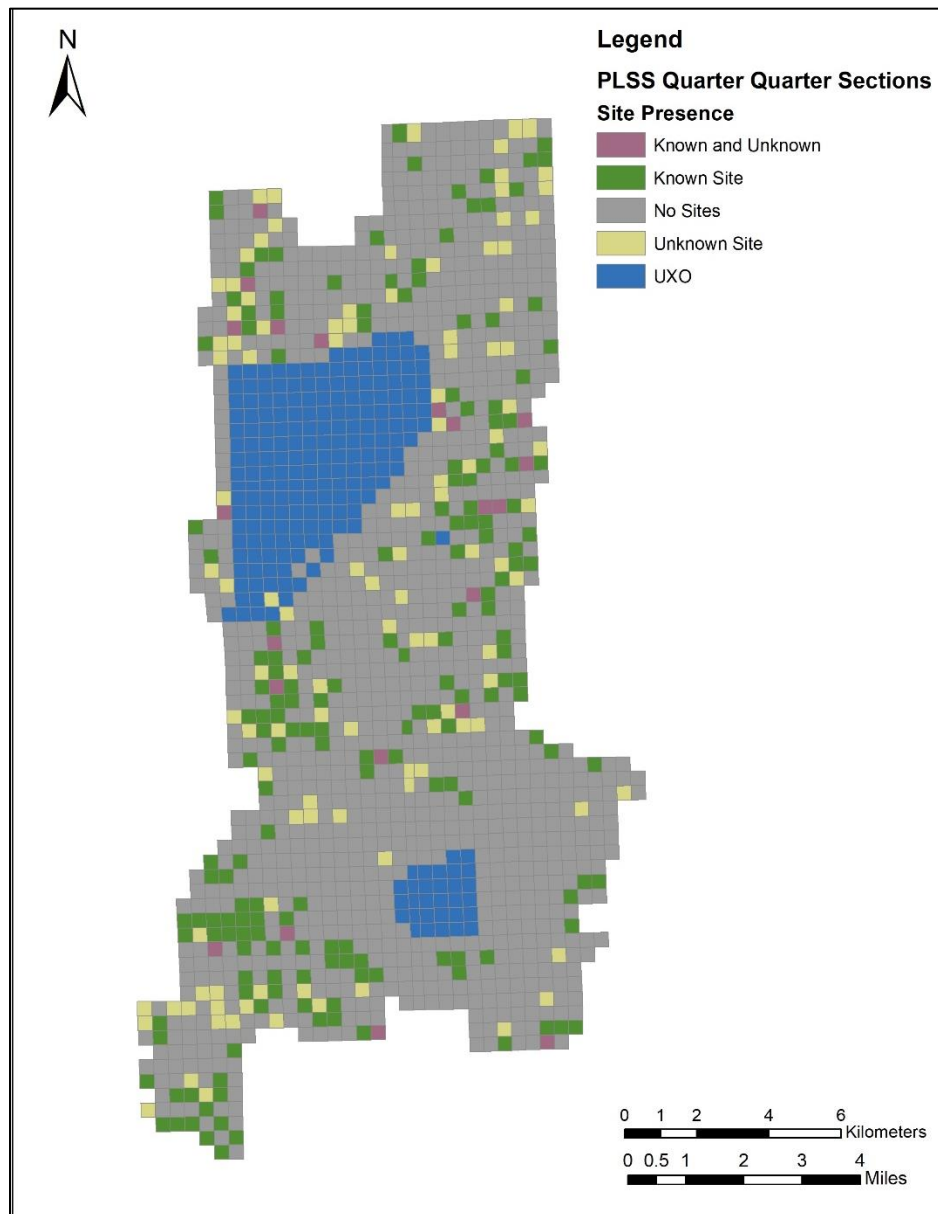 N
Legend
PLSS Quarter Quarter Sections
Site Presence
Known and Unknown
Known Site
No Sites
Unknown Site
UXO
0 1 2 4 6
Kilometers
0 0.5 1 2 3 4
Miles